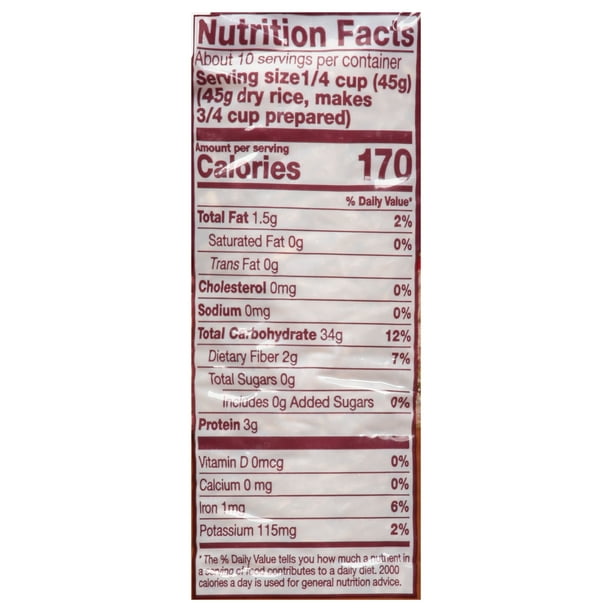 Nutrition Facts
About 10 servings per container
Serving size1/4 cup (45g)
(45g dry rice, makes
3/4 cup prepared)
Amount per serving
Calories 170
% Daily Value*
Total Fat 1.5g 2%
Saturated Fat 0g 0%
Trans Fat 0g
Cholesterol 0mg 0%
Sodium 0mg 0%
Total Carbohydrate 34g 12%
Dietary Fiber 2g 7%
Total Sugars 0g
Includes 0g Added Sugars 0%
Protein 3g
Vitamin D 0mcg 0%
Calcium 0 mg 0%
Iron 1mg 6%
Potassium 115mg 2%
* The % Daily Value tells you how much a nutrient in
a serving of food contributes to a daily diet. 2000
calories a day is used for general nutrition advice.